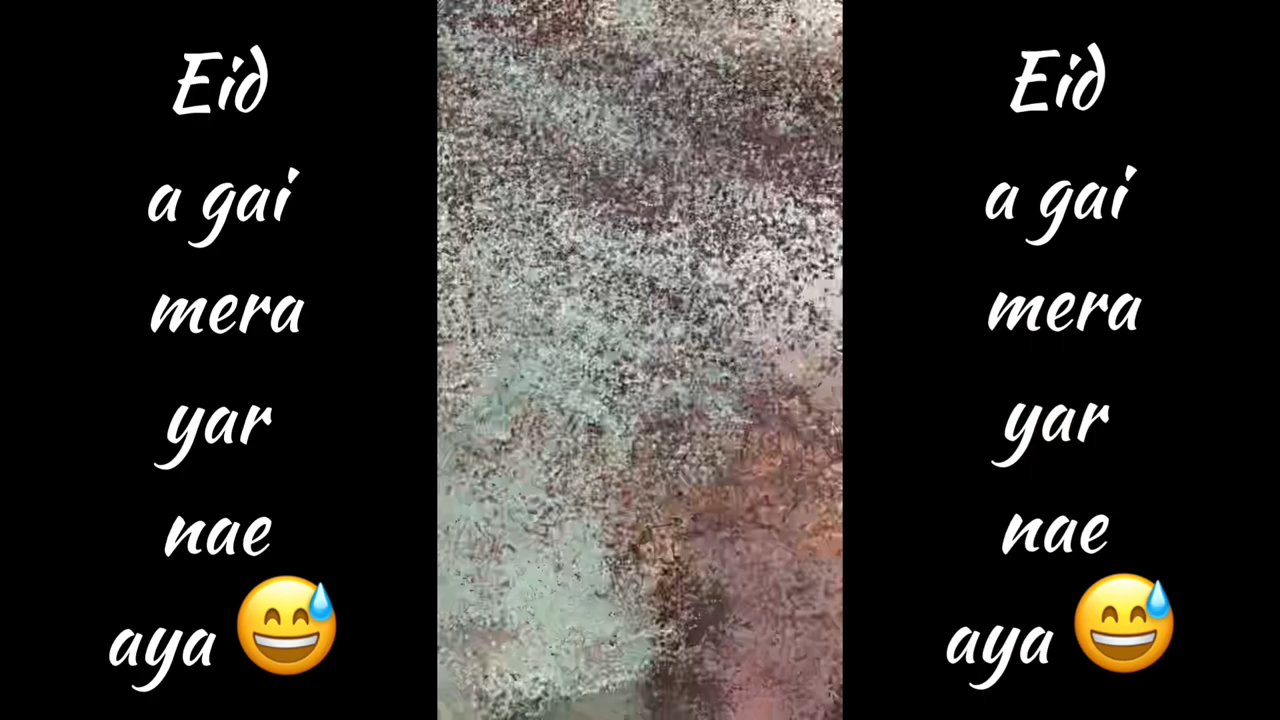 Eid
a gai
mera
yar
nae
aya 😅
Eid
a gai
mera
yar
nae
aya 😅